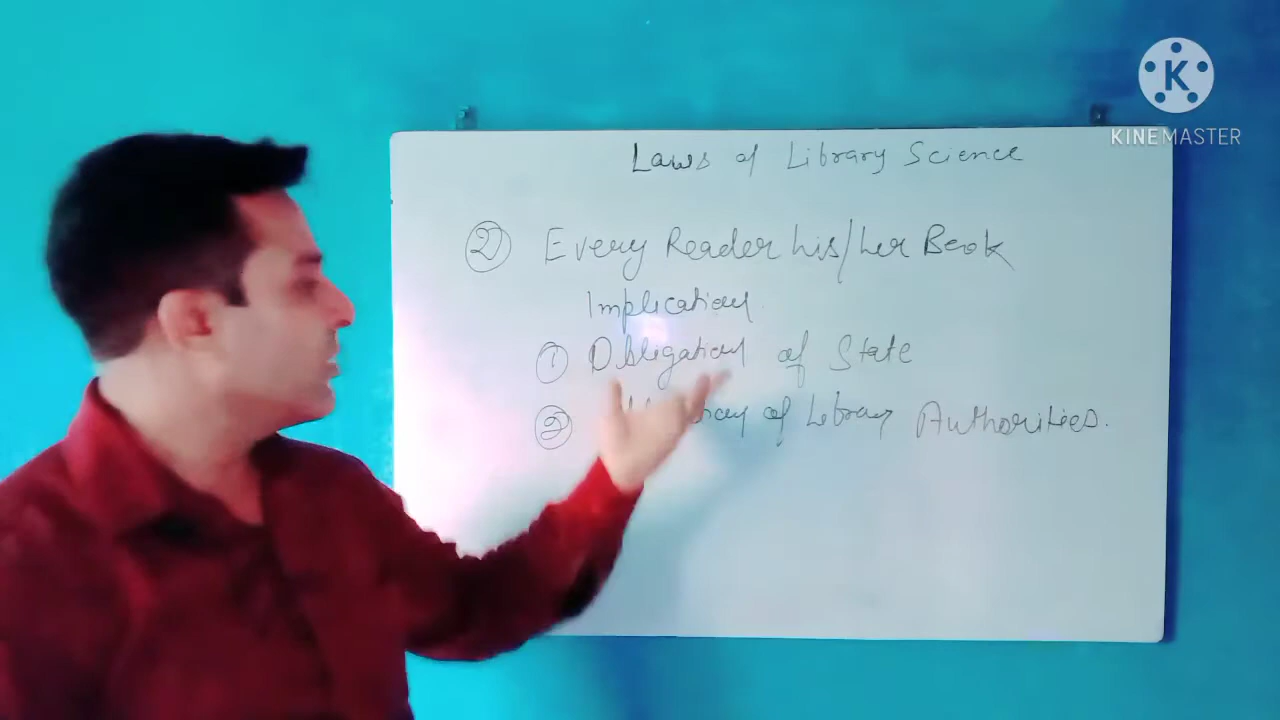 K
KINEMASTER
Laws of Library Science
② Every Reader his/her Book
Implication
① Obligation of State
② of Library Authorities.